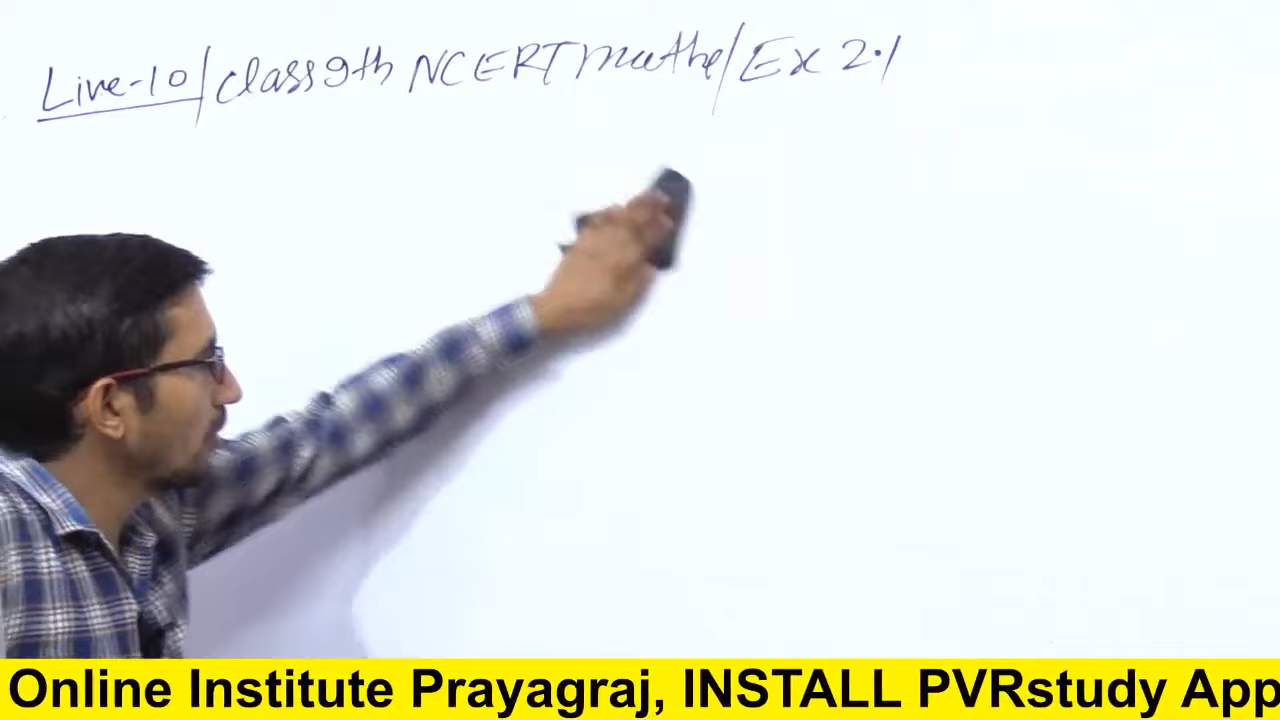 Live-10/class 9th NCERT maths/Ex 2.1
Online Institute Prayagraj, INSTALL PVRstudy App